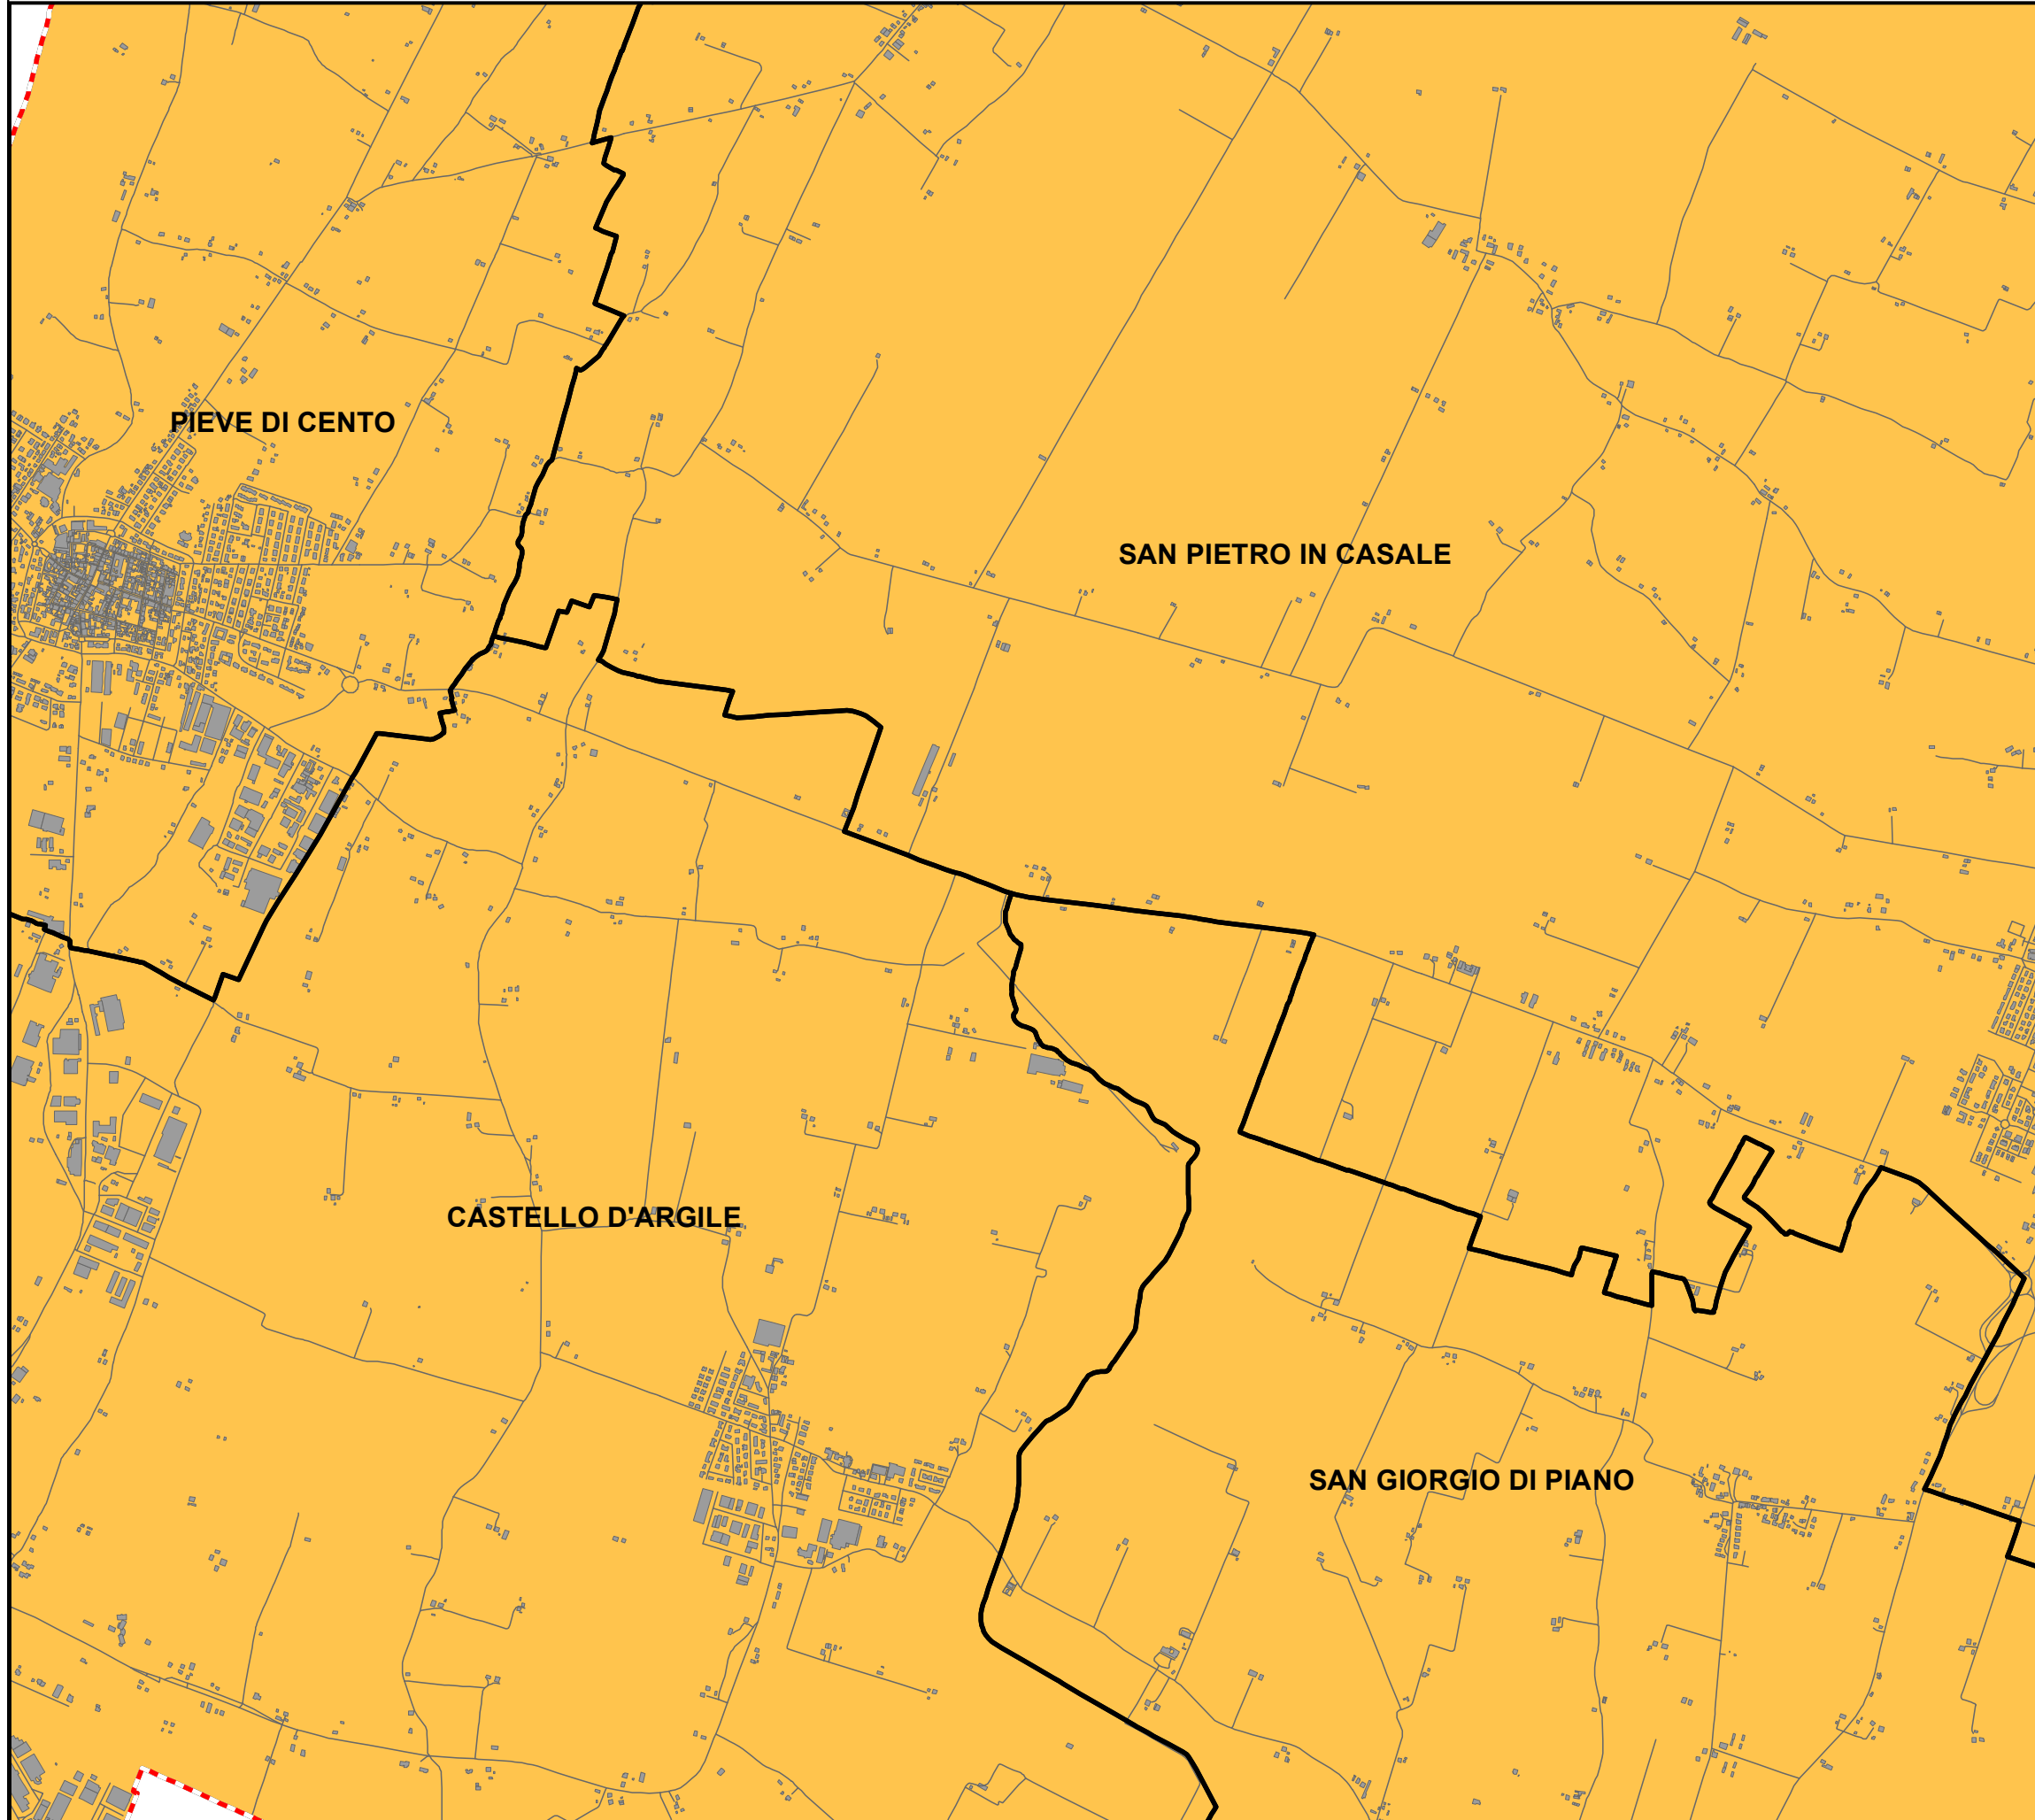 PIEVE DI CENTO
SAN PIETRO IN CASALE
CASTELLO D'ARGILE
SAN GIORGIO DI PIANO